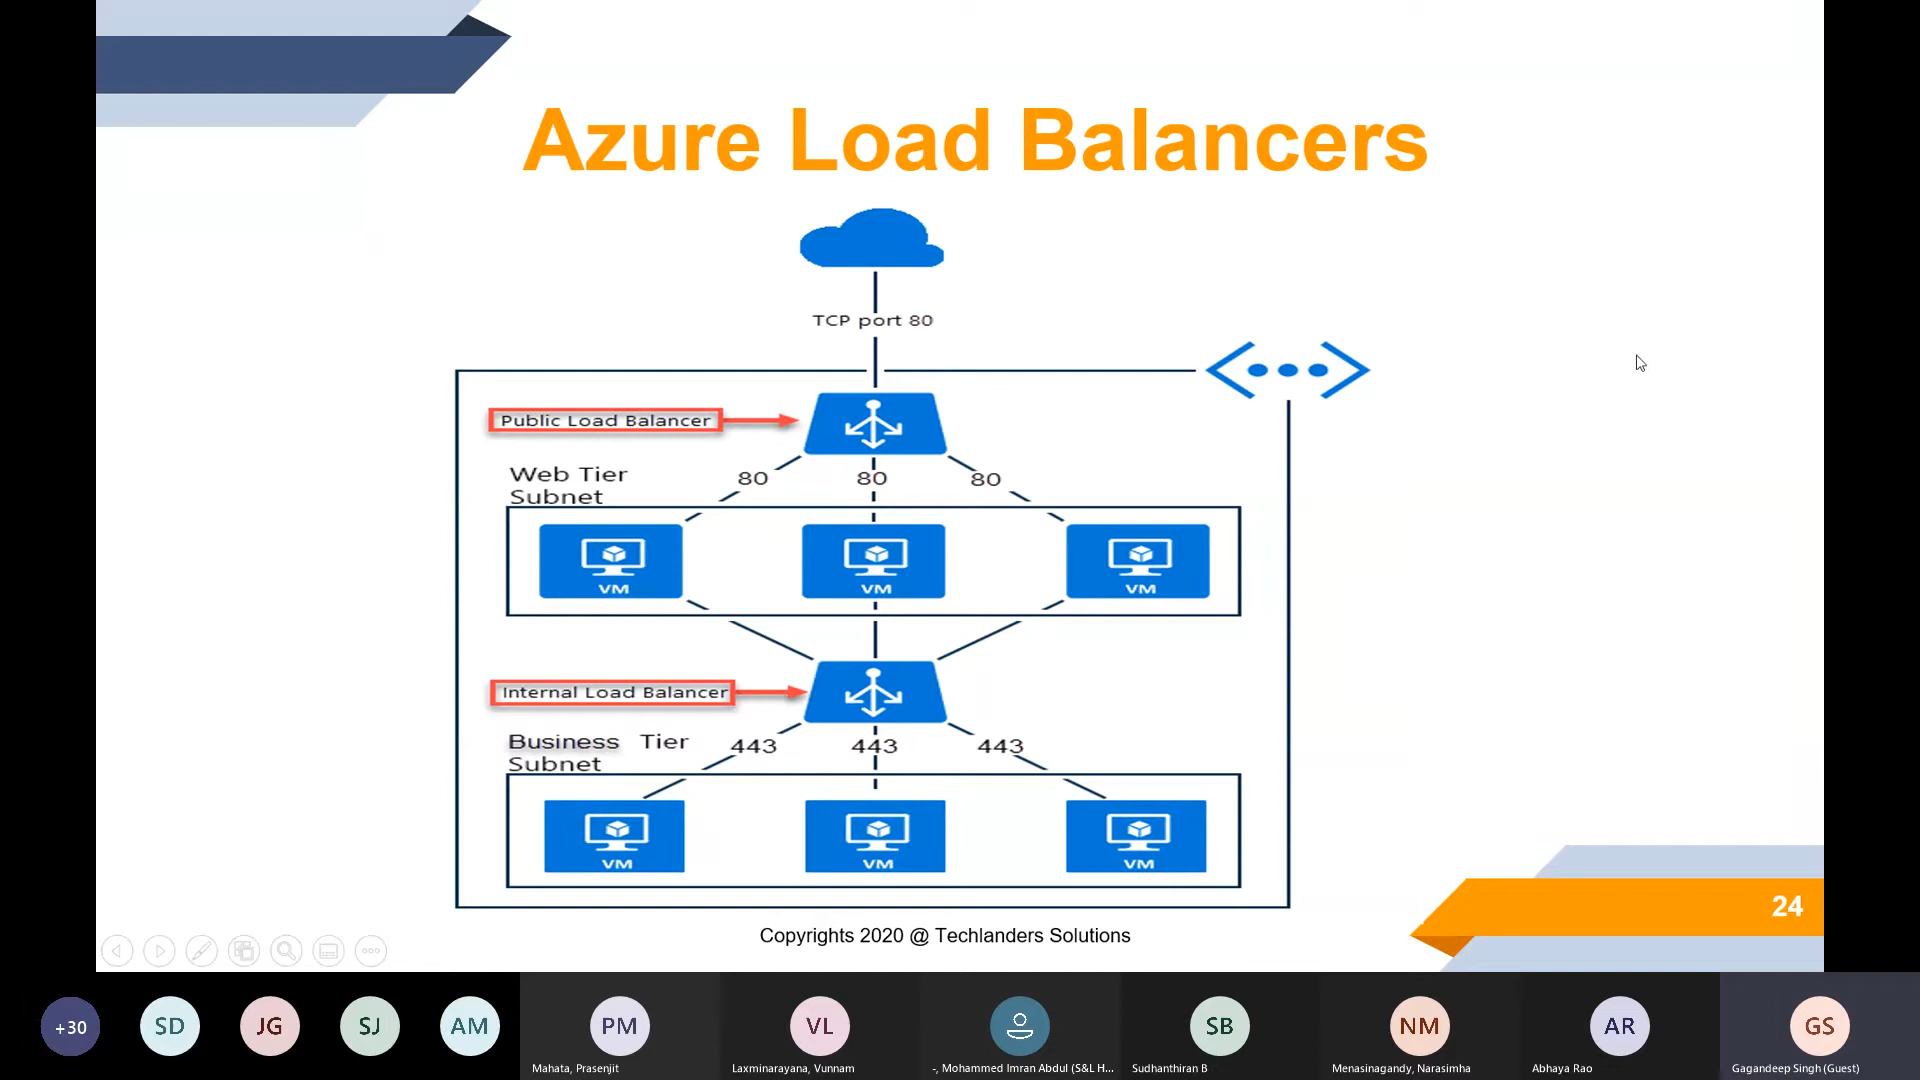 Azure Load Balancers
TCP port 80
Public Load Balancer
Web Tier
Subnet
80 80 80
VM VM VM
Internal Load Balancer
Business Tier
Subnet
443 443 443
VM VM VM
24
Copyrights 2020 @ Techlanders Solutions
+30 SD JG SJ AM PM VL SB NM AR GS
Mahata, Prasenjit Laxminarayana, Vunnam -, Mohammed Imran Abdul (S&L H... Sudhanthiran B Menasinagandy, Narasimha Abhaya Rao Gagandeep Singh (Guest)